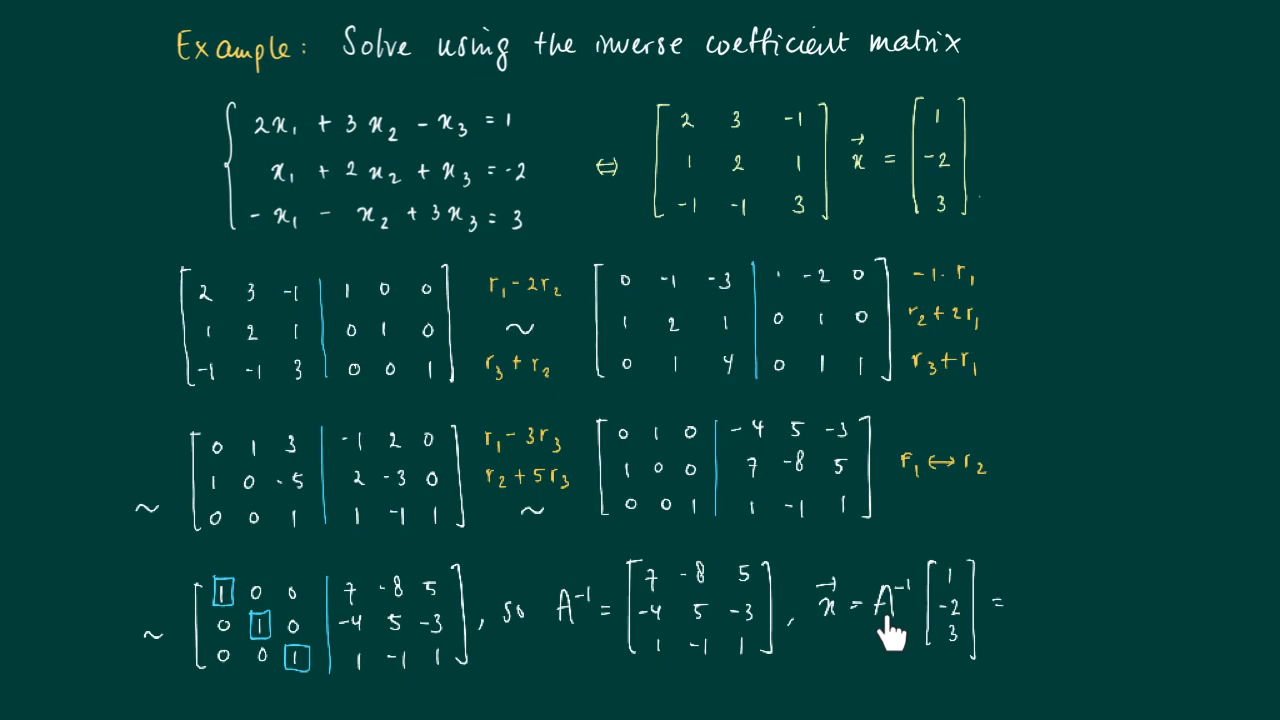 Example: Solve using the inverse coefficient matrix
2x₁ + 3x₂ - x₃ = 1
x₁ + 2x₂ + x₃ = -2
-x₁ - x₂ + 3x₃ = 3
⇔
2 3 -1
1 2 1
-1 -1 3
x⃗ =
1
-2
3
2 3 -1 | 1 0 0
1 2 1 | 0 1 0
-1 -1 3 | 0 0 1
r₁ - 2r₂
~
r₃ + r₂
0 -1 -3 | 1 -2 0
1 2 1 | 0 1 0
0 1 4 | 0 1 1
-1 · r₁
r₂ + 2r₁
r₃ + r₁
~
0 1 3 | -1 2 0
1 0 -5 | 2 -3 0
0 0 1 | 1 -1 1
r₁ - 3r₃
r₂ + 5r₃
~
0 1 0 | -4 5 -3
1 0 0 | 7 -8 5
0 0 1 | 1 -1 1
r₁ ↔ r₂
~
1 0 0 | 7 -8 5
0 1 0 | -4 5 -3
0 0 1 | 1 -1 1
, so A⁻¹ =
7 -8 5
-4 5 -3
1 -1 1
, x⃗ = A⁻¹
1
-2
3
=